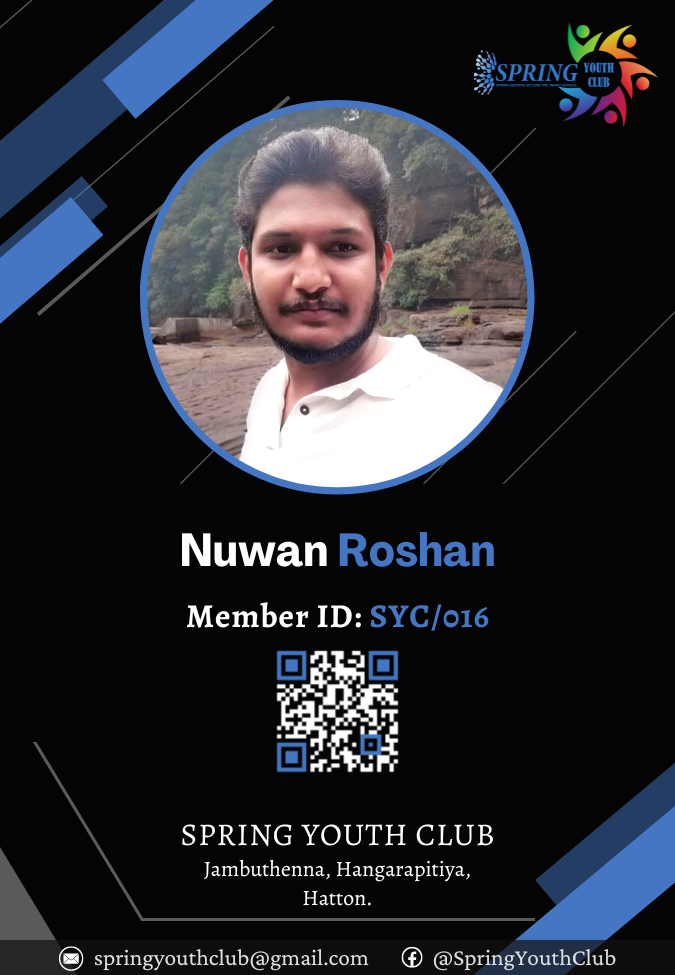 SPRING YOUTH
CLUB
Nuwan Roshan
Member ID: SYC/016
SPRING YOUTH CLUB
Jambuthenna, Hangarapitiya,
Hatton.
springyouthclub@gmail.com @SpringYouthClub